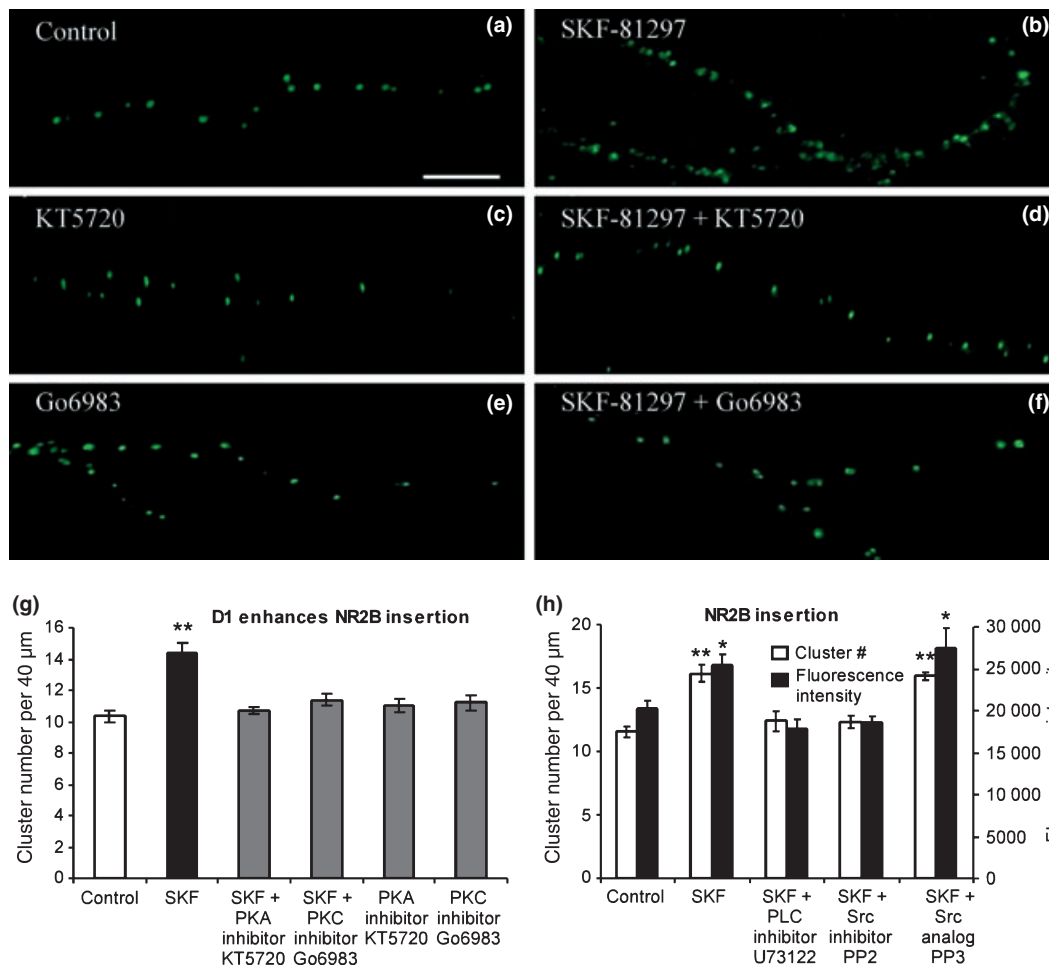 Control
(a)
SKF-81297
(b)
KT5720
(c)
SKF-81297 + KT5720
(d)
Go6983
(e)
SKF-81297 + Go6983
(f)
(g)
D1 enhances NR2B insertion
Cluster number per 40 μm
16
14
12
10
8
6
4
2
0
**
Control
SKF
SKF +
PKA
inhibitor
KT5720
SKF +
PKC
inhibitor
Go6983
PKA
inhibitor
KT5720
PKC
inhibitor
Go6983
(h)
NR2B insertion
Cluster number per 40 μm
20
15
10
5
0
** *
** *
Cluster #
Fluorescence
intensity
30 000
25 000
20 000
15 000
10 000
5000
0
Control
SKF
SKF +
PLC
inhibitor
U73122
SKF +
Src
inhibitor
PP2
SKF +
Src
analog
PP3